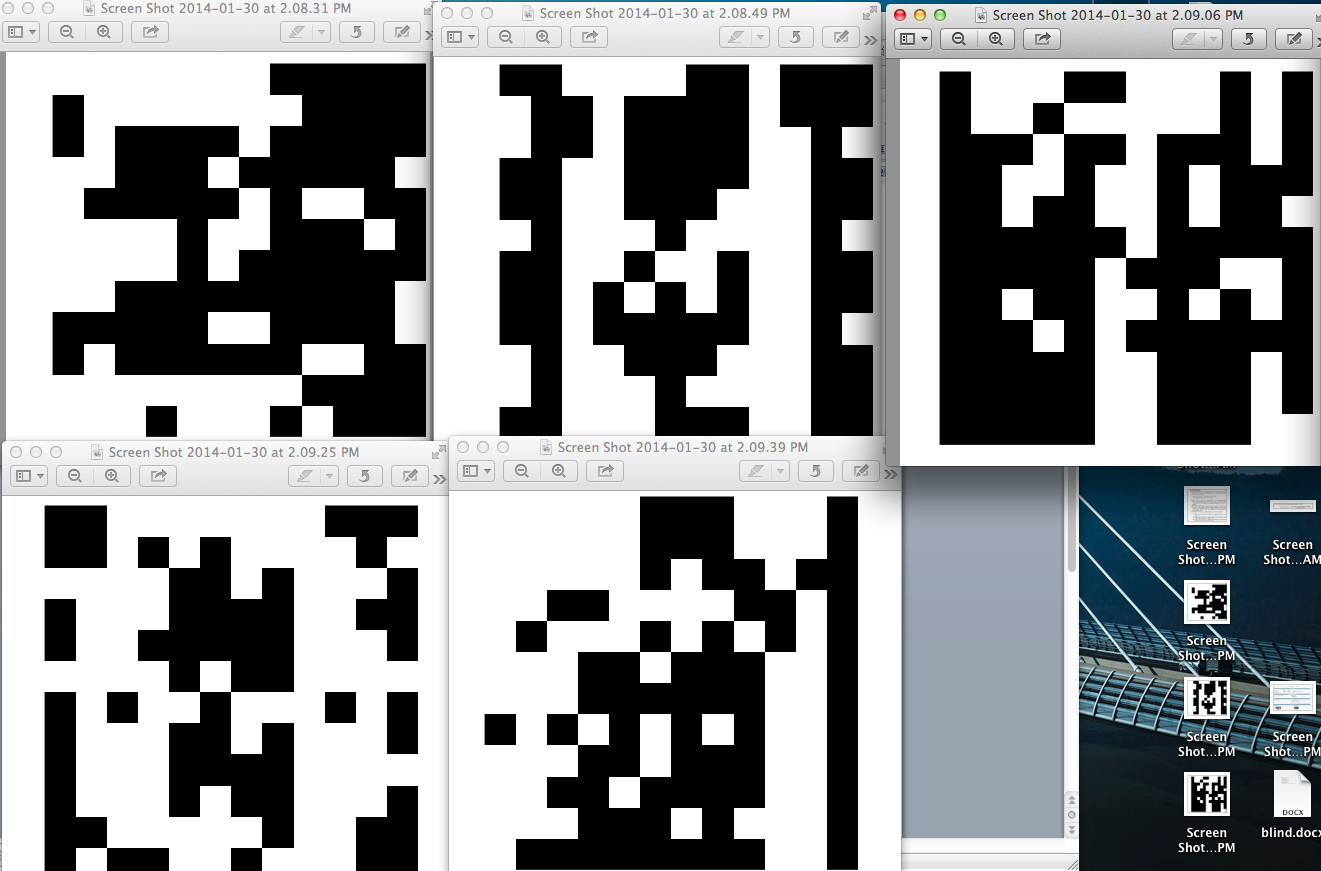 Screen Shot 2014-01-30 at 2.08.31 PM
Screen Shot 2014-01-30 at 2.08.49 PM
Screen Shot 2014-01-30 at 2.09.06 PM
Screen Shot 2014-01-30 at 2.09.25 PM
Screen Shot 2014-01-30 at 2.09.39 PM
Screen
Shot...PM
Screen
Shot...AM
Screen
Shot...PM
Screen
Shot...PM
Screen
Shot...PM
Screen
Shot...PM
DOCX
blind.docx